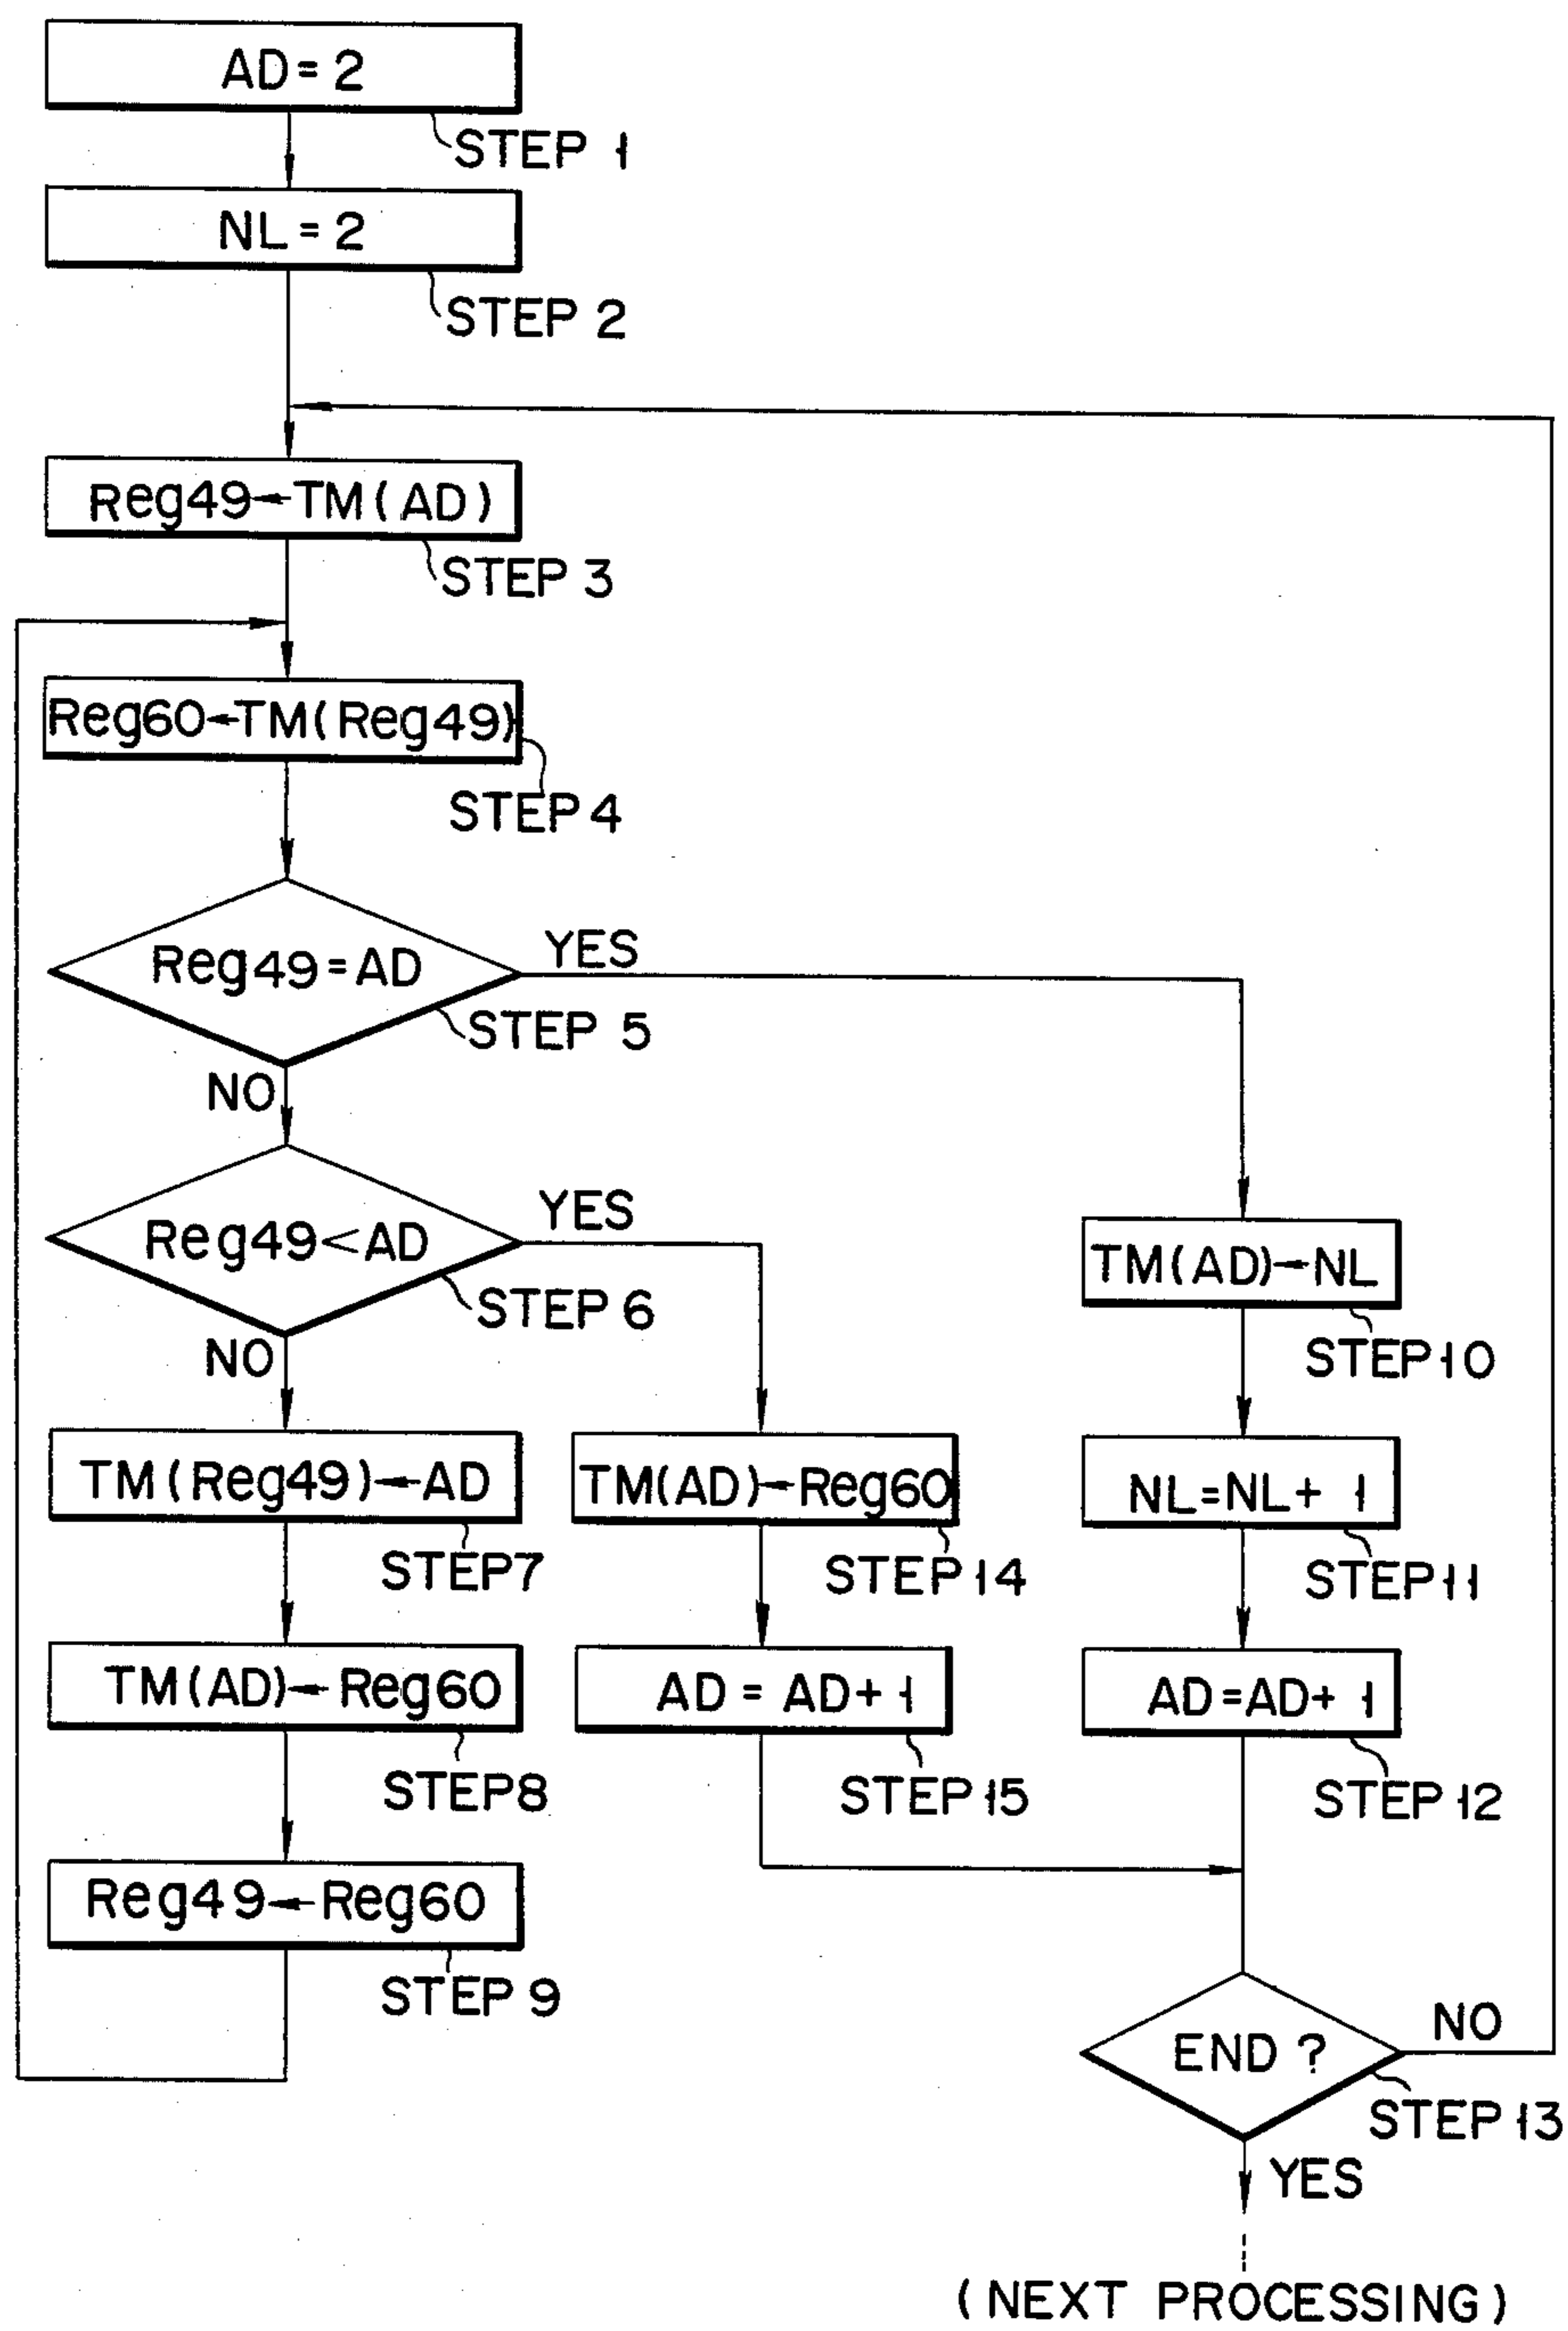 AD = 2
STEP 1
NL = 2
STEP 2
Reg49←TM(AD)
STEP 3
Reg60←TM(Reg49)
STEP 4
Reg49=AD
YES
STEP 5
NO
Reg49<AD
YES
STEP 6
NO
TM(Reg49)←AD
STEP7
TM(AD)←Reg60
STEP8
Reg49←Reg60
STEP 9
TM(AD)←Reg60
STEP 14
AD = AD+1
STEP 15
TM(AD)←NL
STEP 10
NL=NL+ 1
STEP 11
AD=AD+ 1
STEP 12
END ?
NO
STEP 13
YES
(NEXT PROCESSING)